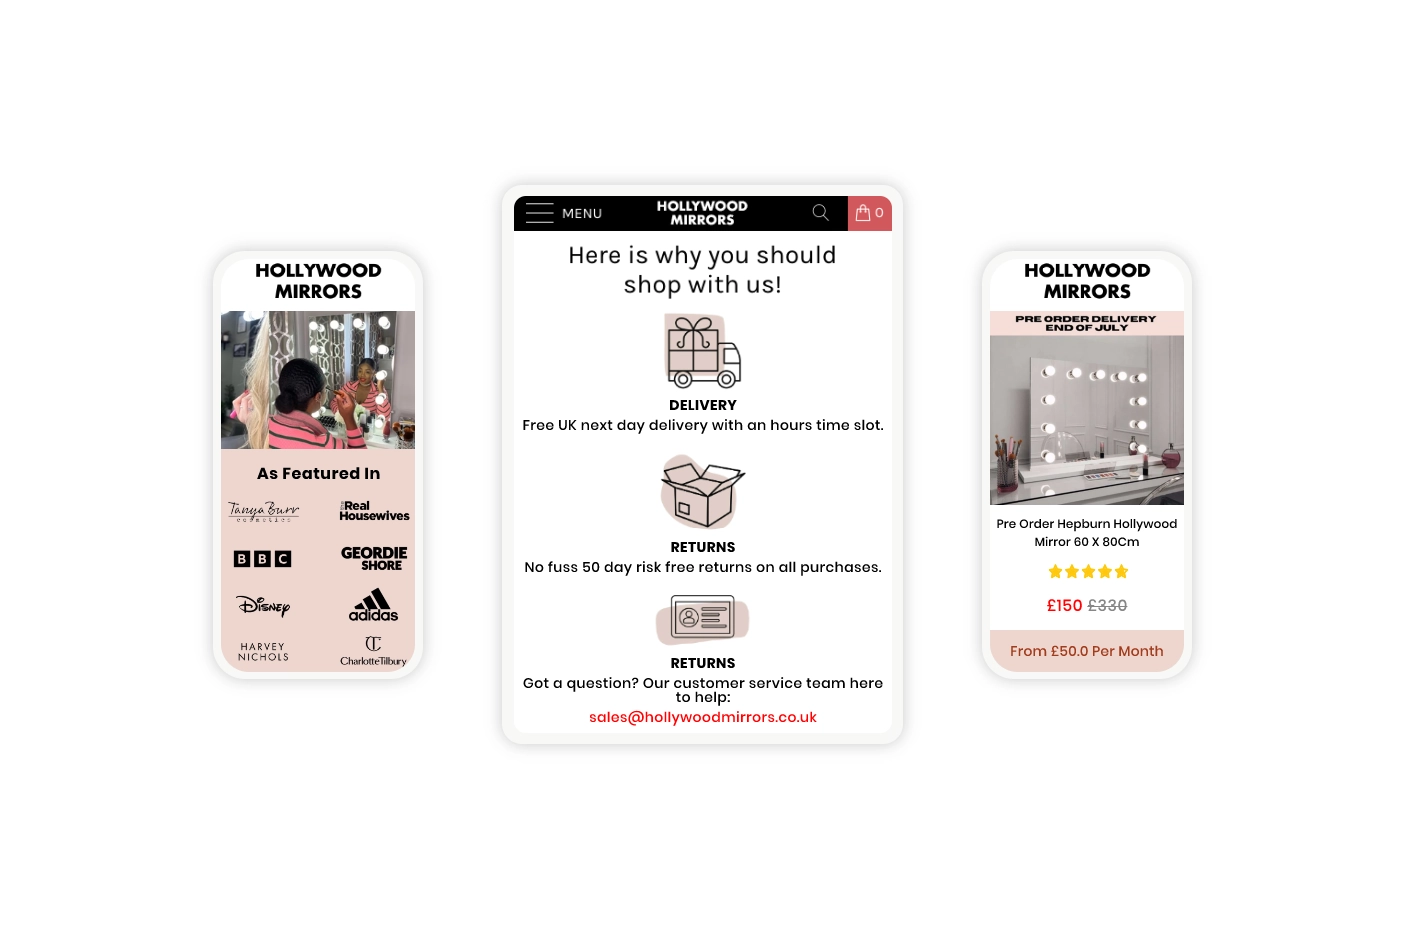 HOLLYWOOD
MIRRORS
As Featured In
Tanya Burr
cosmetics
Real
Housewives
BBC
GEORDIE
SHORE
Disney
adidas
HARVEY
NICHOLS
CT
Charlotte Tilbury
MENU
HOLLYWOOD
MIRRORS
0
Here is why you should
shop with us!
DELIVERY
Free UK next day delivery with an hours time slot.
RETURNS
No fuss 50 day risk free returns on all purchases.
RETURNS
Got a question? Our customer service team here
to help:
sales@hollywoodmirrors.co.uk
HOLLYWOOD
MIRRORS
PRE ORDER DELIVERY
END OF JULY
Pre Order Hepburn Hollywood
Mirror 60 X 80Cm
£150 £330
From £50.0 Per Month